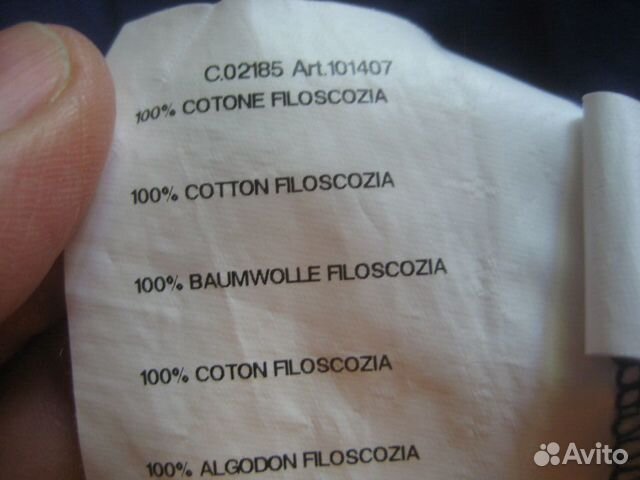 C.02185 Art.101407
100% COTONE FILOSCOZIA
100% COTTON FILOSCOZIA
100% BAUMWOLLE FILOSCOZIA
100% COTON FILOSCOZIA
100% ALGODON FILOSCOZIA
Avito